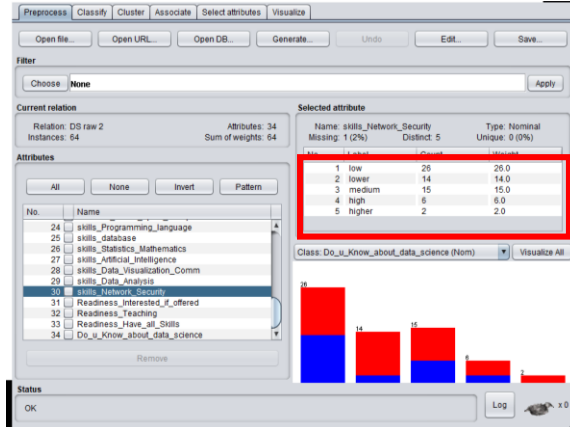 Preprocess Classify Cluster Associate Select attributes Visualize
Open file... Open URL... Open DB... Generate... Undo Edit... Save...
Filter
Choose None Apply
Current relation
Relation: DS raw 2 Attributes: 34
Instances: 64 Sum of weights: 64
Attributes
All None Invert Pattern
No. Name
24 skills_Programming_language
25 skills_database
26 skills_Statistics_Mathematics
27 skills_Artificial_Intelligence
28 skills_Data_Visualization_Comm
29 skills_Data_Analysis
30 skills_Network_Security
31 Readiness_Interested_if_offered
32 Readiness_Teaching
33 Readiness_Have_all_Skills
34 Do_u_Know_about_data_science
Remove
Selected attribute
Name: skills_Network_Security Type: Nominal
Missing: 1 (2%) Distinct: 5 Unique: 0 (0%)
No. Label Count Weight
1 low 26 26.0
2 lower 14 14.0
3 medium 15 15.0
4 high 6 6.0
5 higher 2 2.0
Class: Do_u_Know_about_data_science (Nom) Visualize All
26
14
15
6
2
Status
OK Log x 0